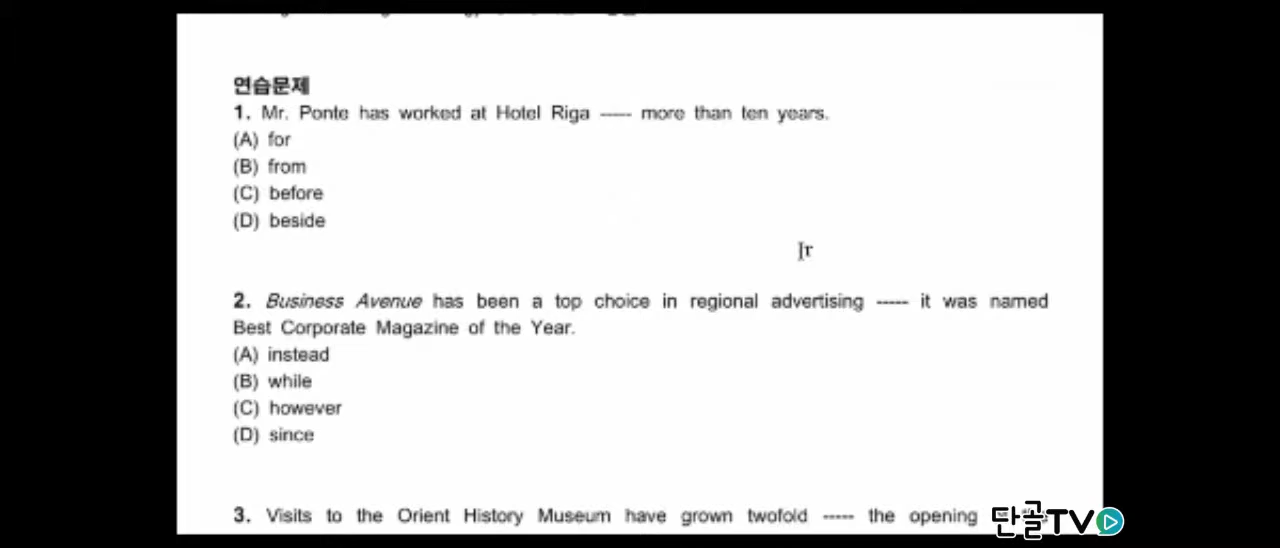 연습문제
1. Mr. Ponte has worked at Hotel Riga ----- more than ten years.
(A) for
(B) from
(C) before
(D) beside
Ir
2. Business Avenue has been a top choice in regional advertising ----- it was named
Best Corporate Magazine of the Year.
(A) instead
(B) while
(C) however
(D) since
3. Visits to the Orient History Museum have grown twofold ----- the opening
단골TV